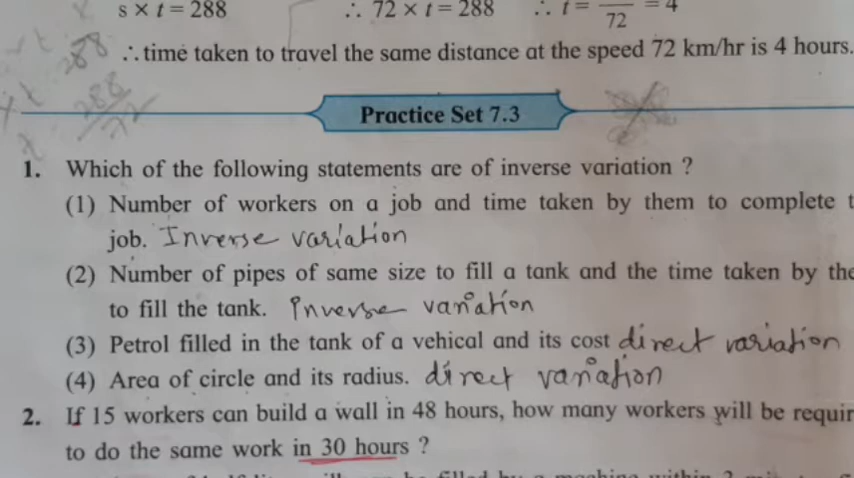 s × t = 288 ∴ 72 × t = 288 ∴ t = 72 = 4
288 ∴ time taken to travel the same distance at the speed 72 km/hr is 4 hours.
288
72
Practice Set 7.3
1. Which of the following statements are of inverse variation ?
(1) Number of workers on a job and time taken by them to complete t
job. Inverse variation
(2) Number of pipes of same size to fill a tank and the time taken by the
to fill the tank. Inverse variation
(3) Petrol filled in the tank of a vehical and its cost direct variation
(4) Area of circle and its radius. direct variation
2. If 15 workers can build a wall in 48 hours, how many workers will be requir
to do the same work in 30 hours ?